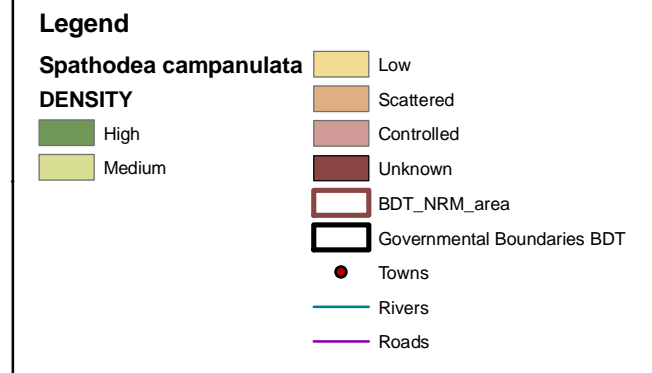 Legend
Spathodea campanulata
DENSITY
High
Medium
Low
Scattered
Controlled
Unknown
BDT_NRM_area
Governmental Boundaries BDT
Towns
Rivers
Roads